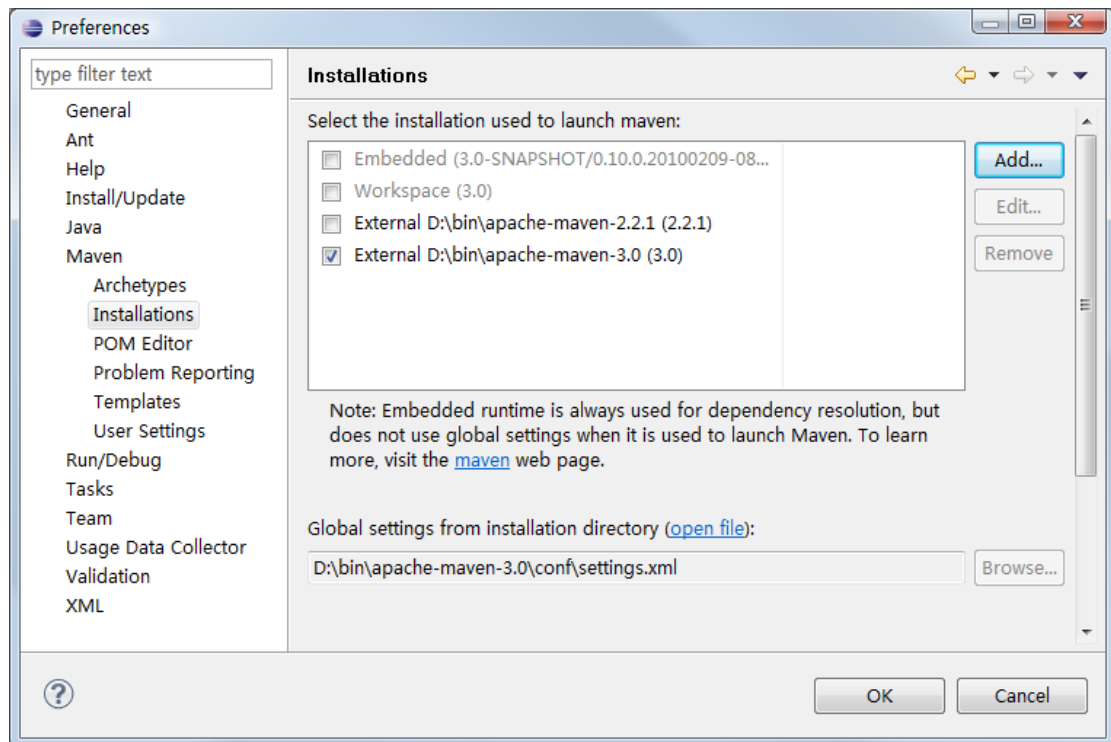 Preferences
type filter text
General
Ant
Help
Install/Update
Java
Maven
Archetypes
Installations
POM Editor
Problem Reporting
Templates
User Settings
Run/Debug
Tasks
Team
Usage Data Collector
Validation
XML
Installations
Select the installation used to launch maven:
Embedded (3.0-SNAPSHOT/0.10.0.20100209-08...
Workspace (3.0)
External D:\bin\apache-maven-2.2.1 (2.2.1)
External D:\bin\apache-maven-3.0 (3.0)
Add...
Edit...
Remove
Note: Embedded runtime is always used for dependency resolution, but
does not use global settings when it is used to launch Maven. To learn
more, visit the maven web page.
Global settings from installation directory (open file):
D:\bin\apache-maven-3.0\conf\settings.xml
Browse...
OK
Cancel